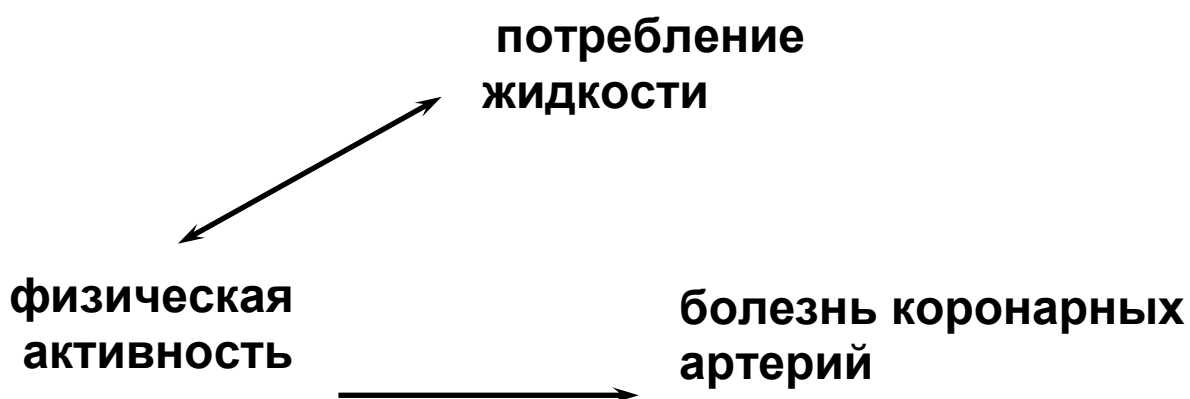 потребление
жидкости
физическая
активность
болезнь коронарных
артерий